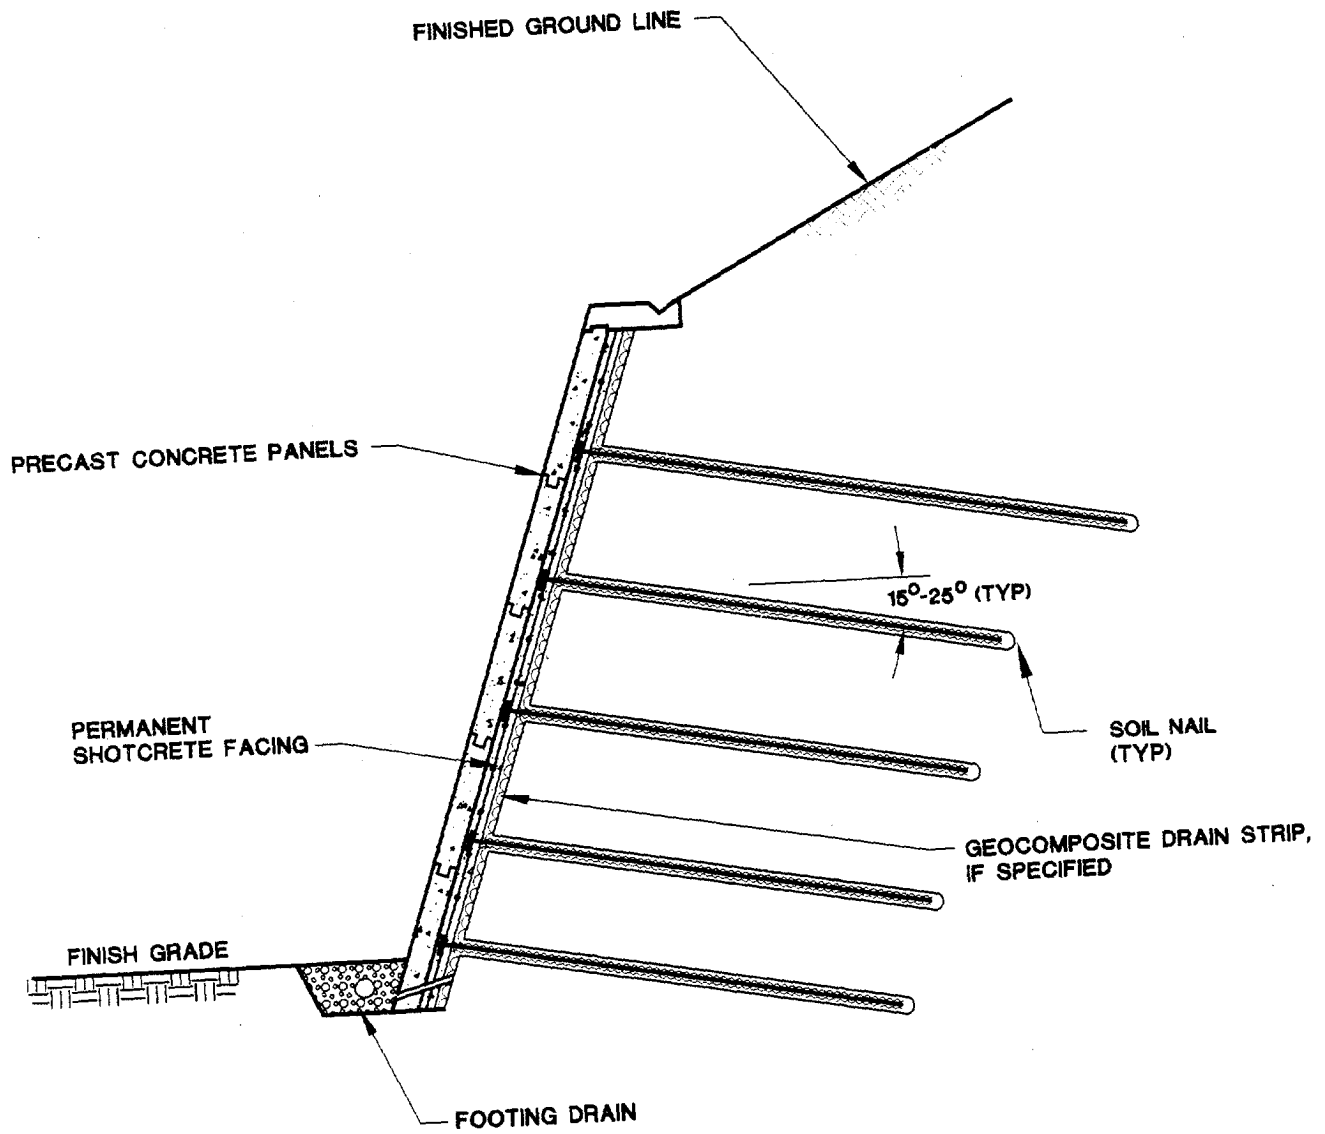 FINISHED GROUND LINE
PRECAST CONCRETE PANELS
15°-25° (TYP)
PERMANENT
SHOTCRETE FACING
SOIL NAIL
(TYP)
GEOCOMPOSITE DRAIN STRIP,
IF SPECIFIED
FINISH GRADE
FOOTING DRAIN